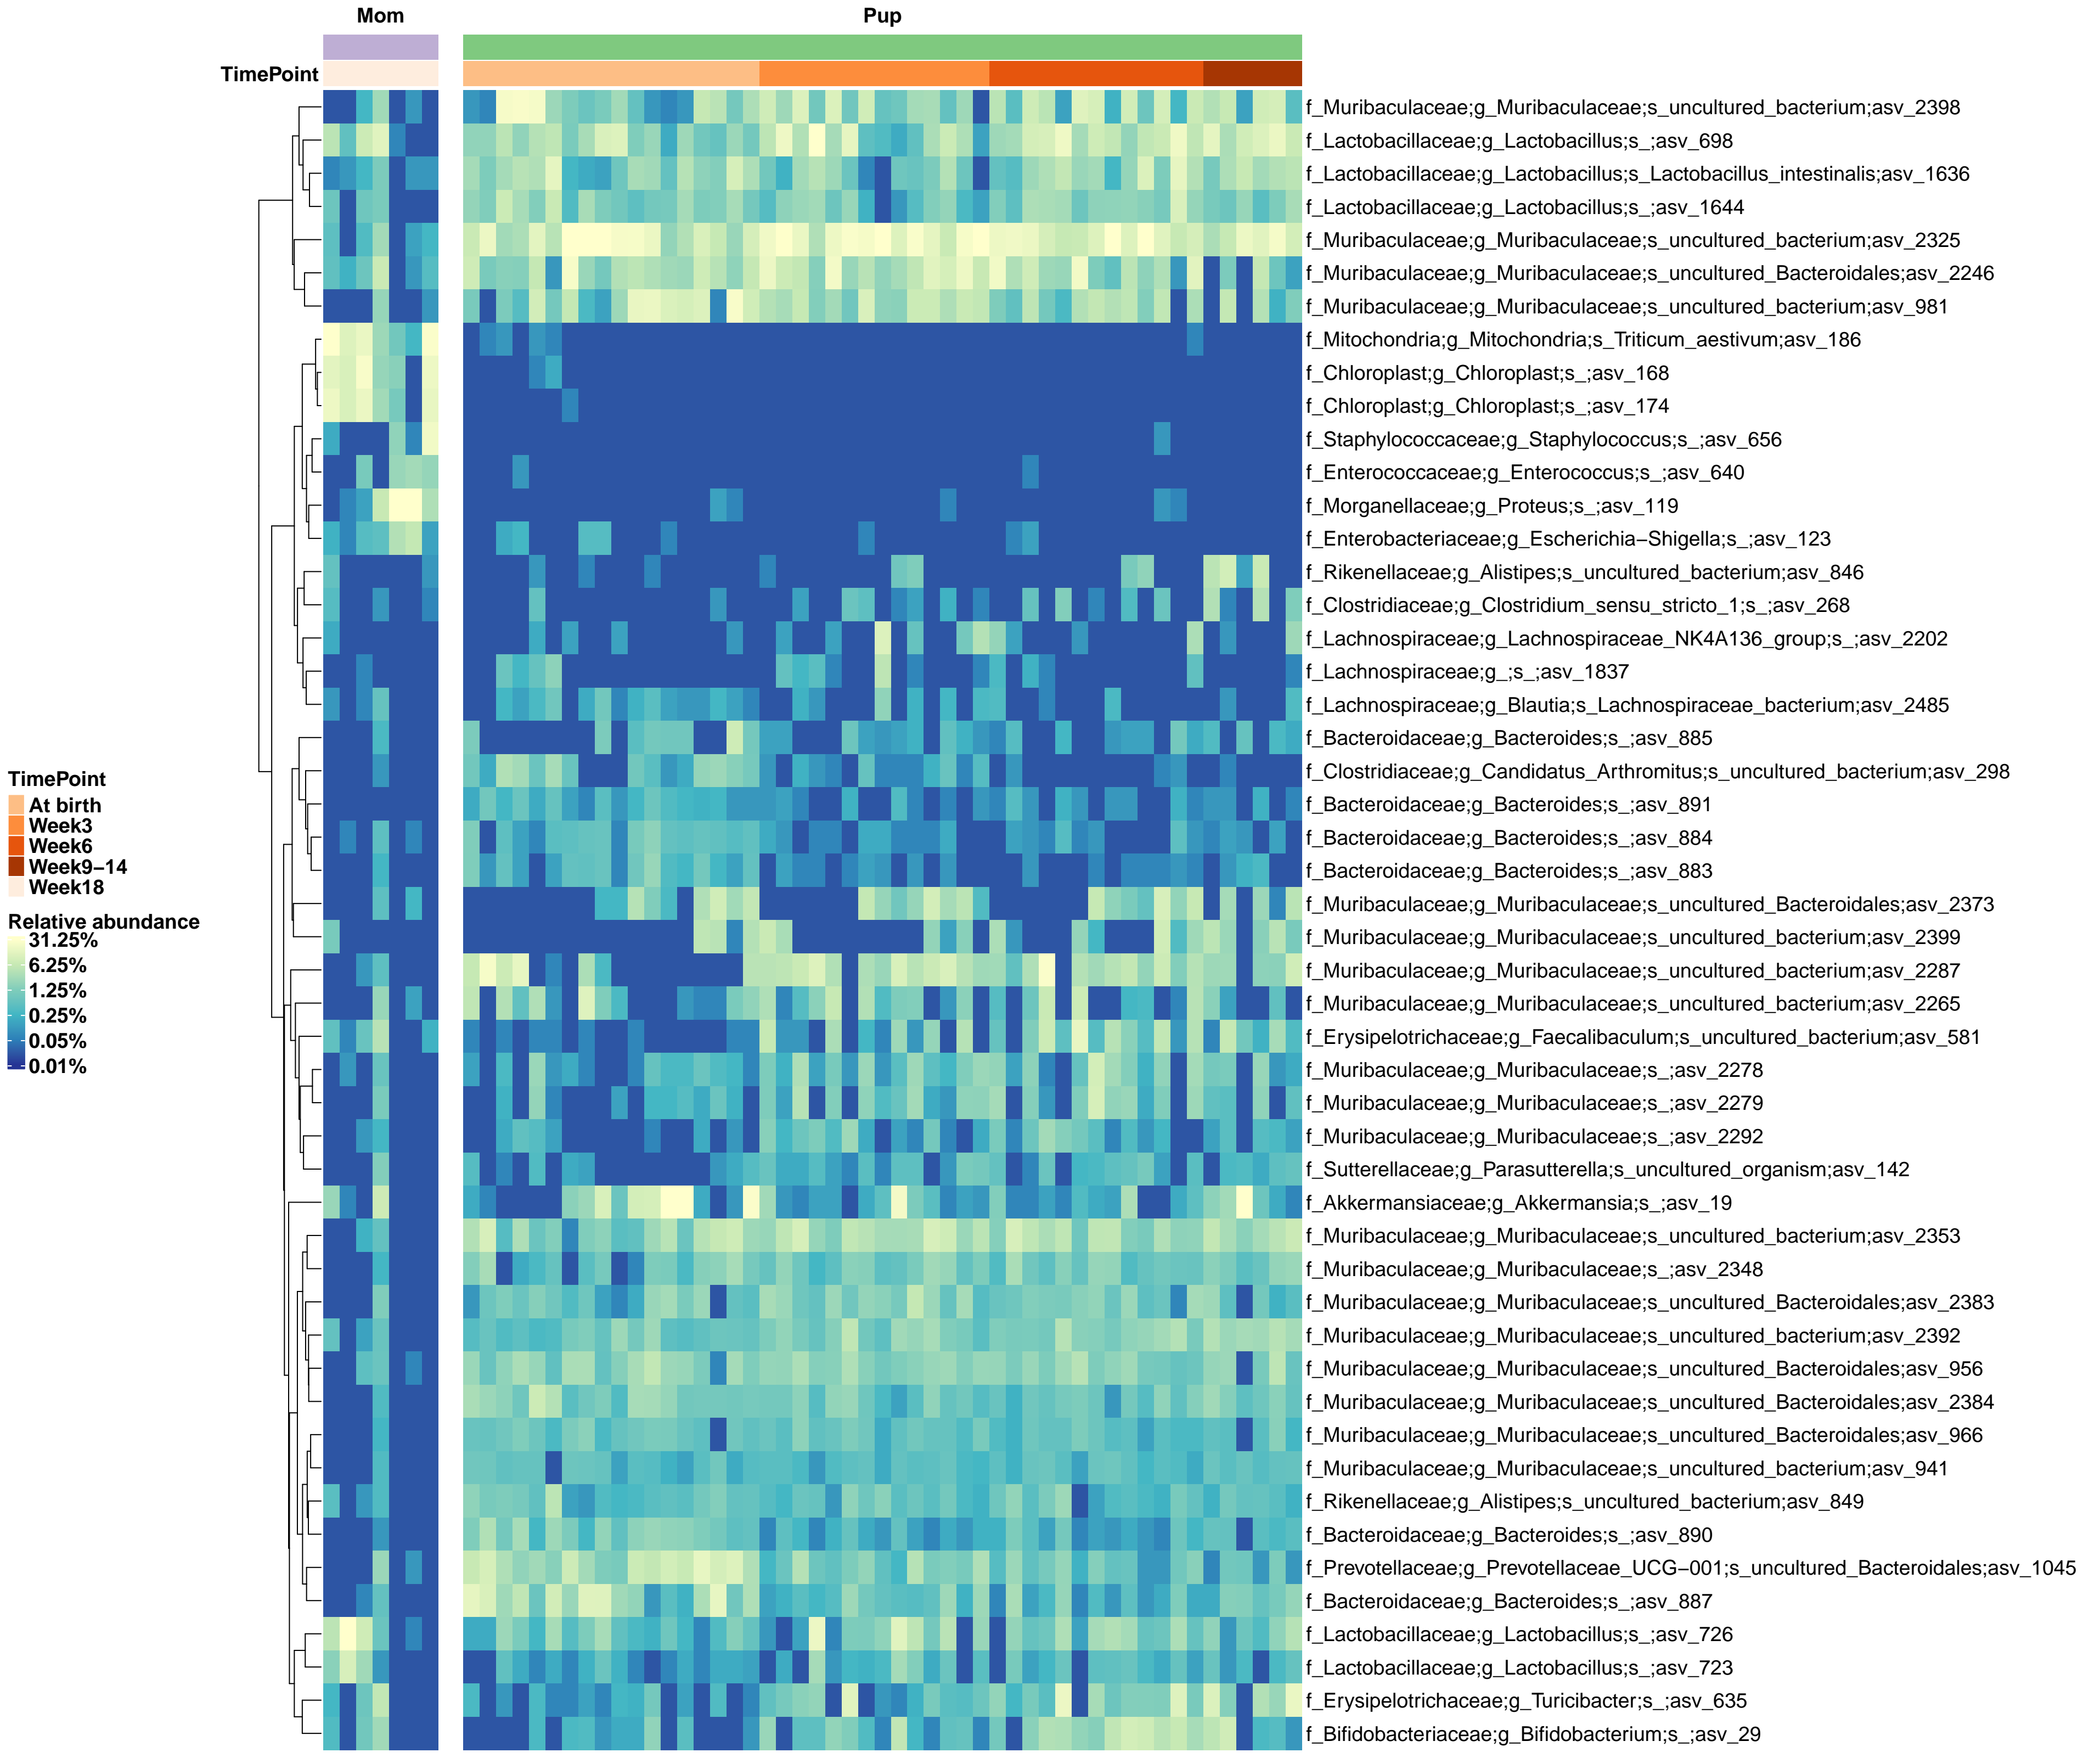 Mom
Pup
TimePoint
f_Muribaculaceae;g_Muribaculaceae;s_uncultured_bacterium;asv_2398
f_Lactobacillaceae;g_Lactobacillus;s_;asv_698
f_Lactobacillaceae;g_Lactobacillus;s_Lactobacillus_intestinalis;asv_1636
f_Lactobacillaceae;g_Lactobacillus;s_;asv_1644
f_Muribaculaceae;g_Muribaculaceae;s_uncultured_bacterium;asv_2325
f_Muribaculaceae;g_Muribaculaceae;s_uncultured_Bacteroidales;asv_2246
f_Muribaculaceae;g_Muribaculaceae;s_uncultured_bacterium;asv_981
f_Mitochondria;g_Mitochondria;s_Triticum_aestivum;asv_186
f_Chloroplast;g_Chloroplast;s_;asv_168
f_Chloroplast;g_Chloroplast;s_;asv_174
f_Staphylococcaceae;g_Staphylococcus;s_;asv_656
f_Enterococcaceae;g_Enterococcus;s_;asv_640
f_Morganellaceae;g_Proteus;s_;asv_119
f_Enterobacteriaceae;g_Escherichia−Shigella;s_;asv_123
f_Rikenellaceae;g_Alistipes;s_uncultured_bacterium;asv_846
f_Clostridiaceae;g_Clostridium_sensu_stricto_1;s_;asv_268
f_Lachnospiraceae;g_Lachnospiraceae_NK4A136_group;s_;asv_2202
f_Lachnospiraceae;g_;s_;asv_1837
f_Lachnospiraceae;g_Blautia;s_Lachnospiraceae_bacterium;asv_2485
f_Bacteroidaceae;g_Bacteroides;s_;asv_885
f_Clostridiaceae;g_Candidatus_Arthromitus;s_uncultured_bacterium;asv_298
f_Bacteroidaceae;g_Bacteroides;s_;asv_891
f_Bacteroidaceae;g_Bacteroides;s_;asv_884
f_Bacteroidaceae;g_Bacteroides;s_;asv_883
f_Muribaculaceae;g_Muribaculaceae;s_uncultured_Bacteroidales;asv_2373
f_Muribaculaceae;g_Muribaculaceae;s_uncultured_bacterium;asv_2399
f_Muribaculaceae;g_Muribaculaceae;s_uncultured_bacterium;asv_2287
f_Muribaculaceae;g_Muribaculaceae;s_uncultured_bacterium;asv_2265
f_Erysipelotrichaceae;g_Faecalibaculum;s_uncultured_bacterium;asv_581
f_Muribaculaceae;g_Muribaculaceae;s_;asv_2278
f_Muribaculaceae;g_Muribaculaceae;s_;asv_2279
f_Muribaculaceae;g_Muribaculaceae;s_;asv_2292
f_Sutterellaceae;g_Parasutterella;s_uncultured_organism;asv_142
f_Akkermansiaceae;g_Akkermansia;s_;asv_19
f_Muribaculaceae;g_Muribaculaceae;s_uncultured_bacterium;asv_2353
f_Muribaculaceae;g_Muribaculaceae;s_;asv_2348
f_Muribaculaceae;g_Muribaculaceae;s_uncultured_Bacteroidales;asv_2383
f_Muribaculaceae;g_Muribaculaceae;s_uncultured_bacterium;asv_2392
f_Muribaculaceae;g_Muribaculaceae;s_uncultured_Bacteroidales;asv_956
f_Muribaculaceae;g_Muribaculaceae;s_uncultured_Bacteroidales;asv_2384
f_Muribaculaceae;g_Muribaculaceae;s_uncultured_Bacteroidales;asv_966
f_Muribaculaceae;g_Muribaculaceae;s_uncultured_bacterium;asv_941
f_Rikenellaceae;g_Alistipes;s_uncultured_bacterium;asv_849
f_Bacteroidaceae;g_Bacteroides;s_;asv_890
f_Prevotellaceae;g_Prevotellaceae_UCG−001;s_uncultured_Bacteroidales;asv_1045
f_Bacteroidaceae;g_Bacteroides;s_;asv_887
f_Lactobacillaceae;g_Lactobacillus;s_;asv_726
f_Lactobacillaceae;g_Lactobacillus;s_;asv_723
f_Erysipelotrichaceae;g_Turicibacter;s_;asv_635
f_Bifidobacteriaceae;g_Bifidobacterium;s_;asv_29
TimePoint
At birth
Week3
Week6
Week9−14
Week18
Relative abundance
31.25%
6.25%
1.25%
0.25%
0.05%
0.01%